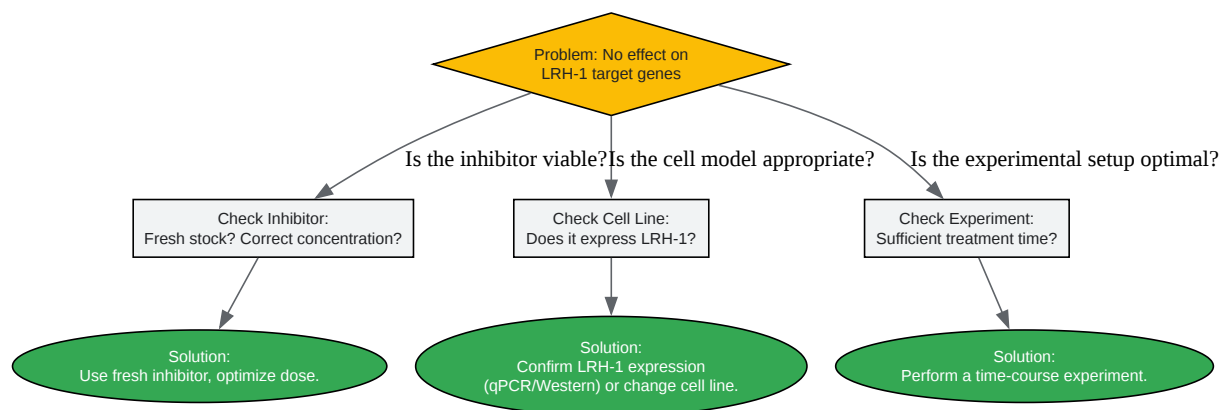 Problem: No effect on
LRH-1 target genes
Is the inhibitor viable?
Is the cell model appropriate?
Is the experimental setup optimal?
Check Inhibitor:
Fresh stock? Correct concentration?
Check Cell Line:
Does it express LRH-1?
Check Experiment:
Sufficient treatment time?
Solution:
Use fresh inhibitor, optimize dose.
Solution:
Confirm LRH-1 expression
(qPCR/Western) or change cell line.
Solution:
Perform a time-course experiment.